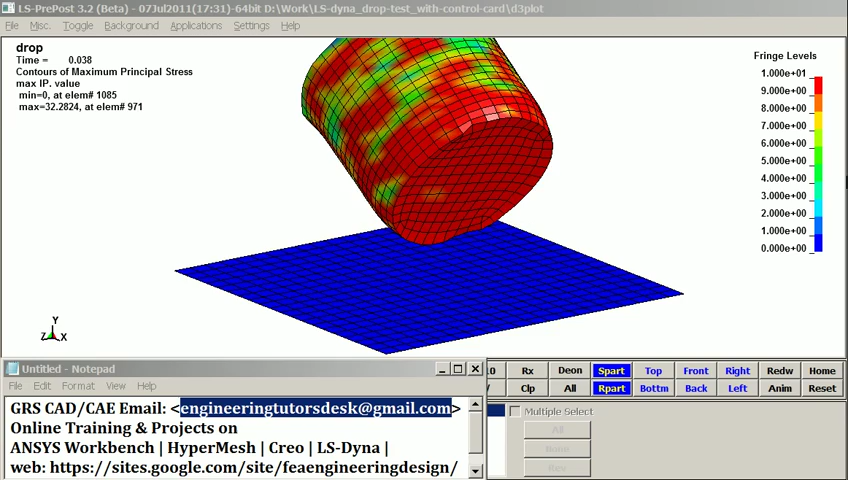 LS-PrePost 3.2 (Beta) - 07Jul2011(17:31)-64bit D:\Work\LS-dyna_drop-test_with-control-card\d3plot
File Misc. Toggle Background Applications Settings Help
drop
Time = 0.038
Contours of Maximum Principal Stress
max IP. value
min=0, at elem# 1085
max=32.2824, at elem# 971
Fringe Levels
1.000e+01
9.000e+00
8.000e+00
7.000e+00
6.000e+00
5.000e+00
4.000e+00
3.000e+00
2.000e+00
1.000e+00
0.000e+00
Y
Z X
Untitled - Notepad
File Edit Format View Help
GRS CAD/CAE Email: <engineeringtutorsdesk@gmail.com>
Online Training & Projects on
ANSYS Workbench | HyperMesh | Creo | LS-Dyna |
web: https://sites.google.com/site/feaengineeringdesign/
.0 Rx Deon Spart Top Front Right Redw Home
/ Clp All Rpart Bottm Back Left Anim Reset
Multiple Select
All
None
Rev